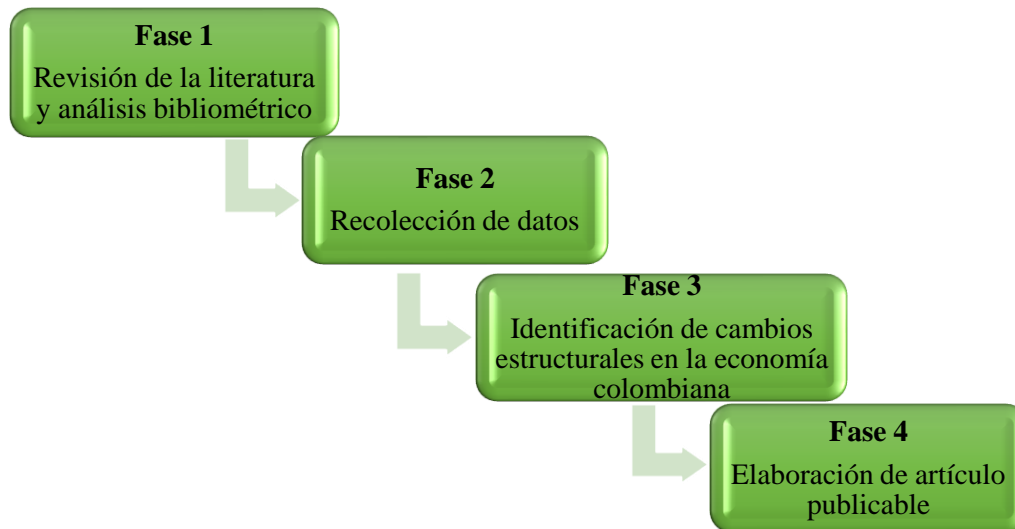 Fase 1
Revisión de la literatura
y análisis bibliométrico
Fase 2
Recolección de datos
Fase 3
Identificación de cambios
estructurales en la economía
colombiana
Fase 4
Elaboración de artículo
publicable